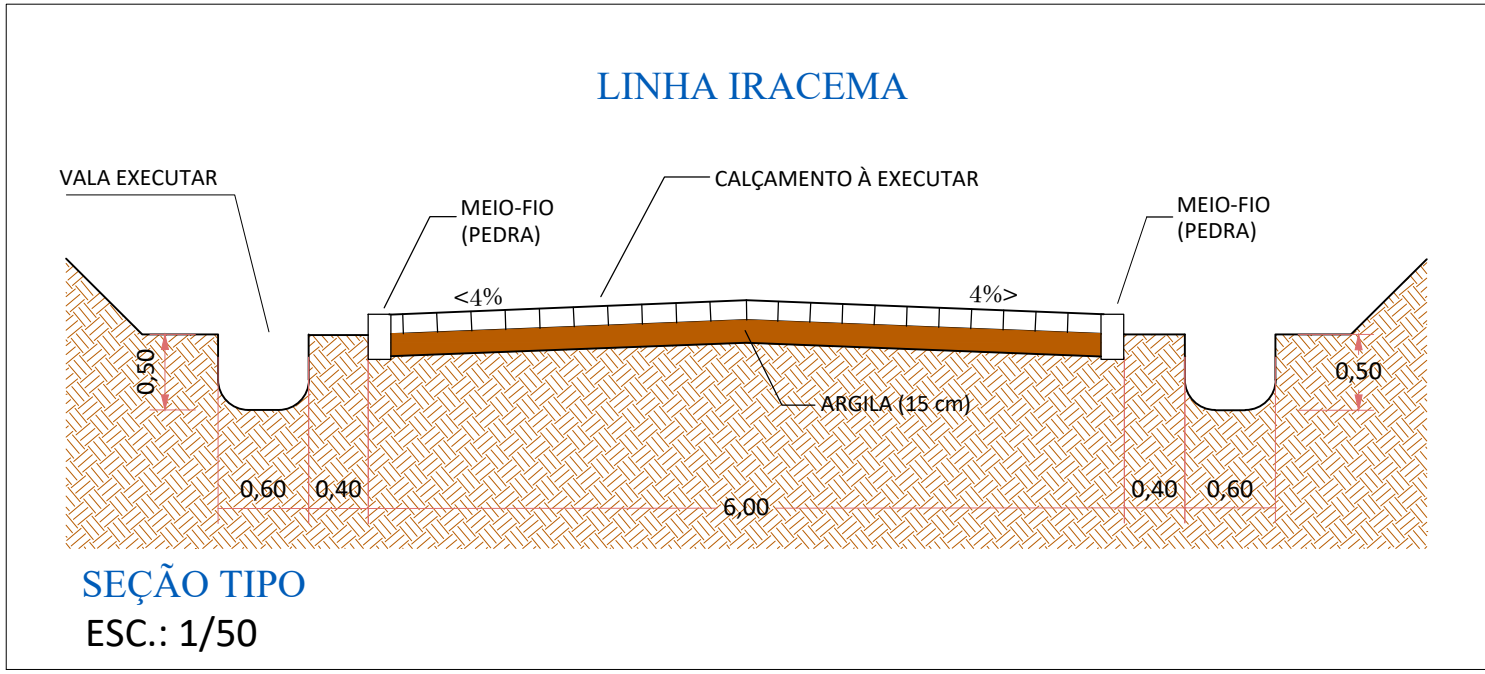 LINHA IRACEMA
VALA EXECUTAR
CALÇAMENTO À EXECUTAR
MEIO-FIO
(PEDRA)
MEIO-FIO
(PEDRA)
<4%
4%>
0,50
0,50
ARGILA (15 cm)
0,60
0,40
6,00
0,40
0,60
SEÇÃO TIPO
ESC.: 1/50